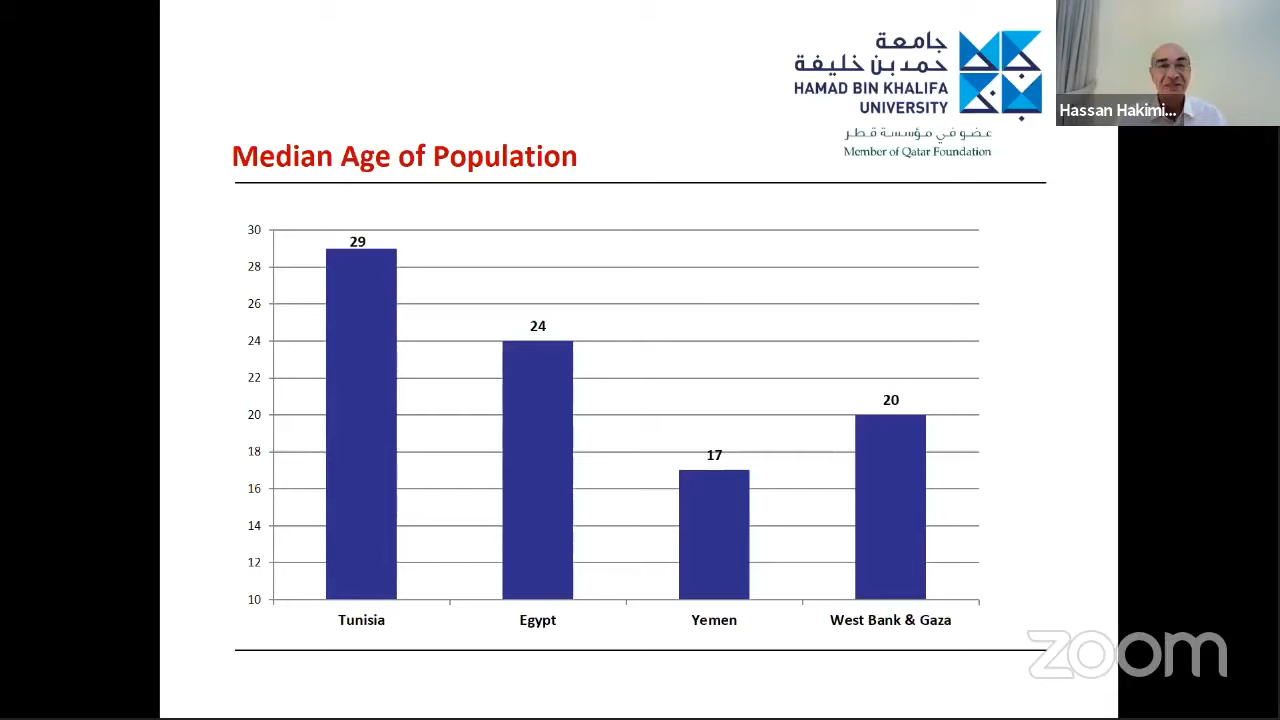 جامعة
حمد بن خليفة
HAMAD BIN KHALIFA
UNIVERSITY
عضو في مؤسسة قطر
Member of Qatar Foundation
Hassan Hakimi...
Median Age of Population
30
28
26
24
22
20
18
16
14
12
10
29
24
17
20
Tunisia
Egypt
Yemen
West Bank & Gaza
zoom